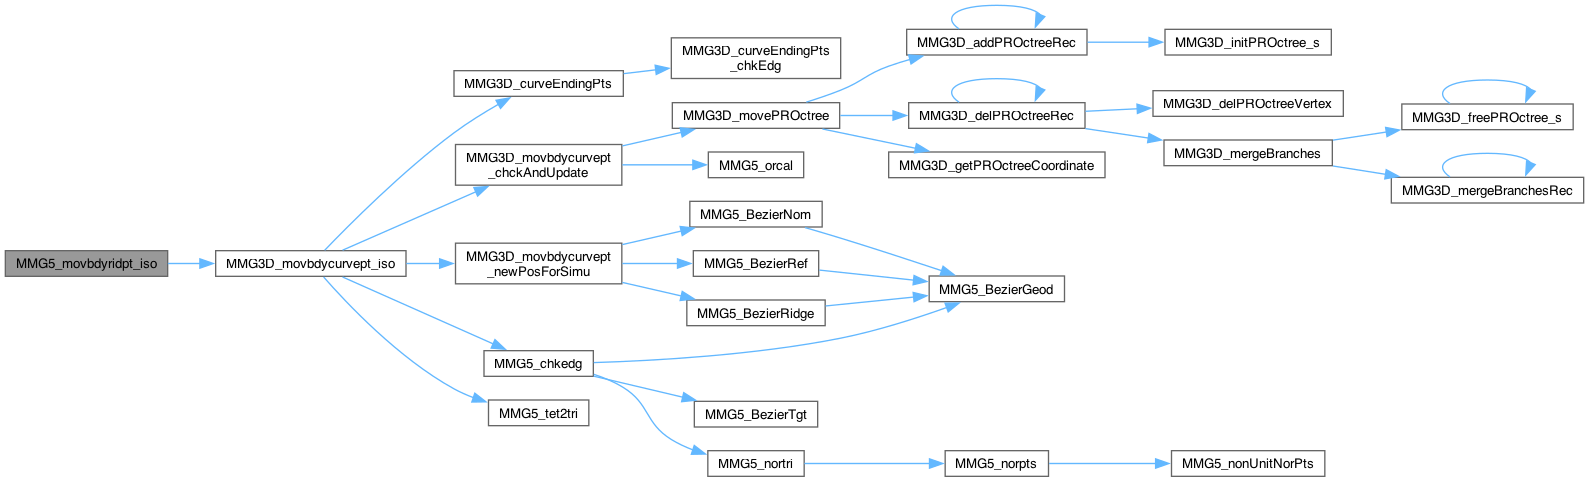 MMG5_movbdyridpt_iso
MMG3D_movbdycurvept_iso
MMG3D_curveEndingPts
MMG3D_curveEndingPts
_chkEdg
MMG3D_movbdycurvept
_chckAndUpdate
MMG3D_movePROctree
MMG3D_addPROctreeRec
MMG3D_initPROctree_s
MMG3D_delPROctreeRec
MMG3D_delPROctreeVertex
MMG3D_mergeBranches
MMG3D_freePROctree_s
MMG3D_mergeBranchesRec
MMG3D_getPROctreeCoordinate
MMG5_orcal
MMG3D_movbdycurvept
_newPosForSimu
MMG5_BezierNom
MMG5_BezierRef
MMG5_BezierRidge
MMG5_BezierGeod
MMG5_chkedg
MMG5_BezierTgt
MMG5_nortri
MMG5_norpts
MMG5_nonUnitNorPts
MMG5_tet2tri